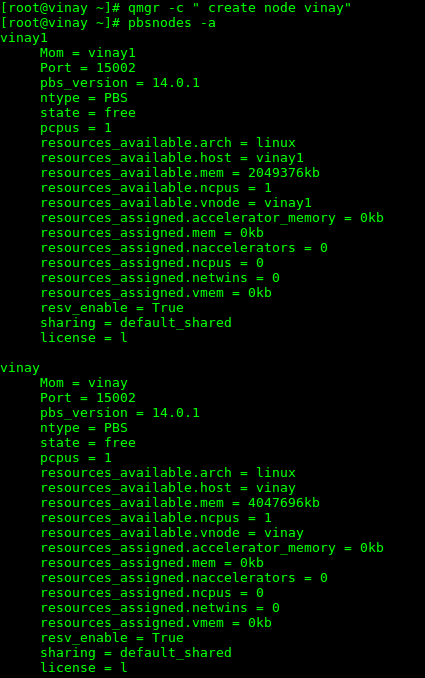 [root@vinay ~]# qmgr -c " create node vinay"
[root@vinay ~]# pbsnodes -a
vinay1
     Mom = vinay1
     Port = 15002
     pbs_version = 14.0.1
     ntype = PBS
     state = free
     pcpus = 1
     resources_available.arch = linux
     resources_available.host = vinay1
     resources_available.mem = 2049376kb
     resources_available.ncpus = 1
     resources_available.vnode = vinay1
     resources_assigned.accelerator_memory = 0kb
     resources_assigned.mem = 0kb
     resources_assigned.naccelerators = 0
     resources_assigned.ncpus = 0
     resources_assigned.netwins = 0
     resources_assigned.vmem = 0kb
     resv_enable = True
     sharing = default_shared
     license = l

vinay
     Mom = vinay
     Port = 15002
     pbs_version = 14.0.1
     ntype = PBS
     state = free
     pcpus = 1
     resources_available.arch = linux
     resources_available.host = vinay
     resources_available.mem = 4047696kb
     resources_available.ncpus = 1
     resources_available.vnode = vinay
     resources_assigned.accelerator_memory = 0kb
     resources_assigned.mem = 0kb
     resources_assigned.naccelerators = 0
     resources_assigned.ncpus = 0
     resources_assigned.netwins = 0
     resources_assigned.vmem = 0kb
     resv_enable = True
     sharing = default_shared
     license = l